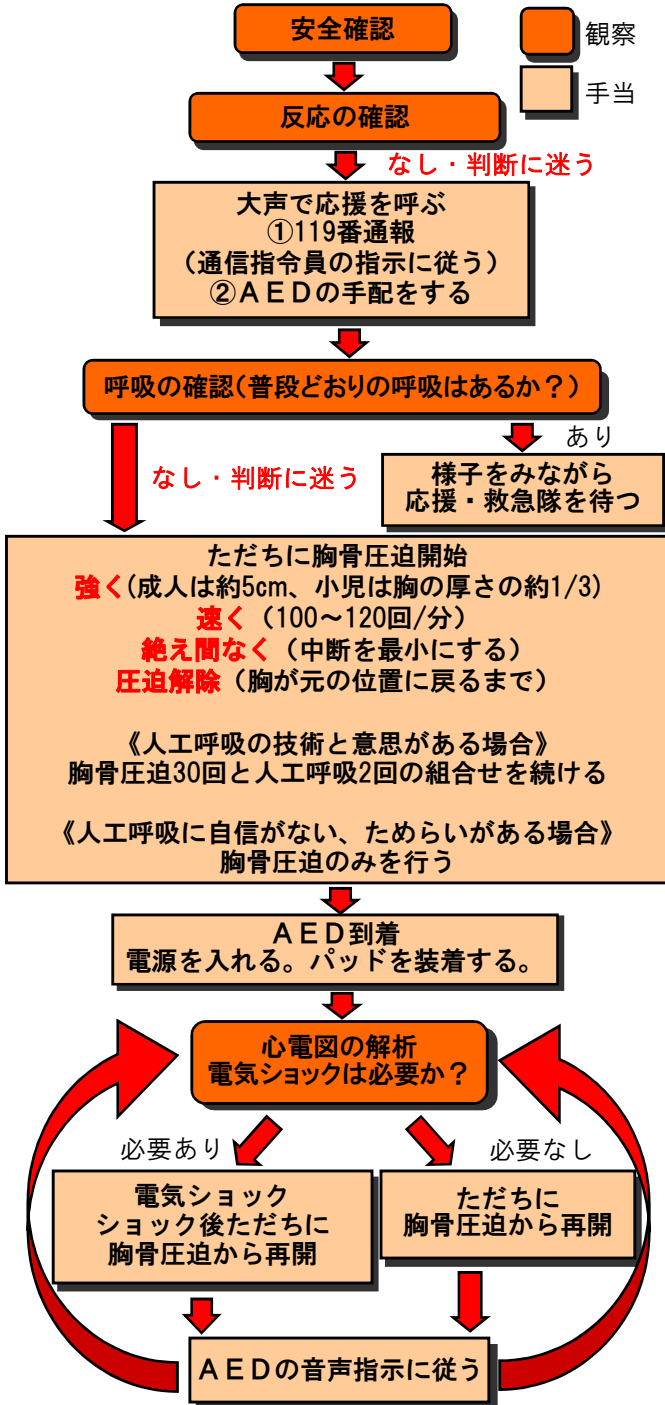 安全確認
観察
手当
反応の確認
なし・判断に迷う
大声で応援を呼ぶ
①119番通報
（通信指令員の指示に従う）
②ＡＥＤの手配をする
呼吸の確認（普段どおりの呼吸はあるか？）
あり
なし・判断に迷う
様子をみながら
応援・救急隊を待つ
ただちに胸骨圧迫開始
強く(成人は約5cm、小児は胸の厚さの約1/3)
速く（100～120回/分）
絶え間なく（中断を最小にする）
圧迫解除（胸が元の位置に戻るまで）
《人工呼吸の技術と意思がある場合》
胸骨圧迫30回と人工呼吸2回の組合せを続ける
《人工呼吸に自信がない、ためらいがある場合》
胸骨圧迫のみを行う
ＡＥＤ到着
電源を入れる。パッドを装着する。
心電図の解析
電気ショックは必要か？
必要あり
必要なし
電気ショック
ショック後ただちに
胸骨圧迫から再開
ただちに
胸骨圧迫から再開
ＡＥＤの音声指示に従う